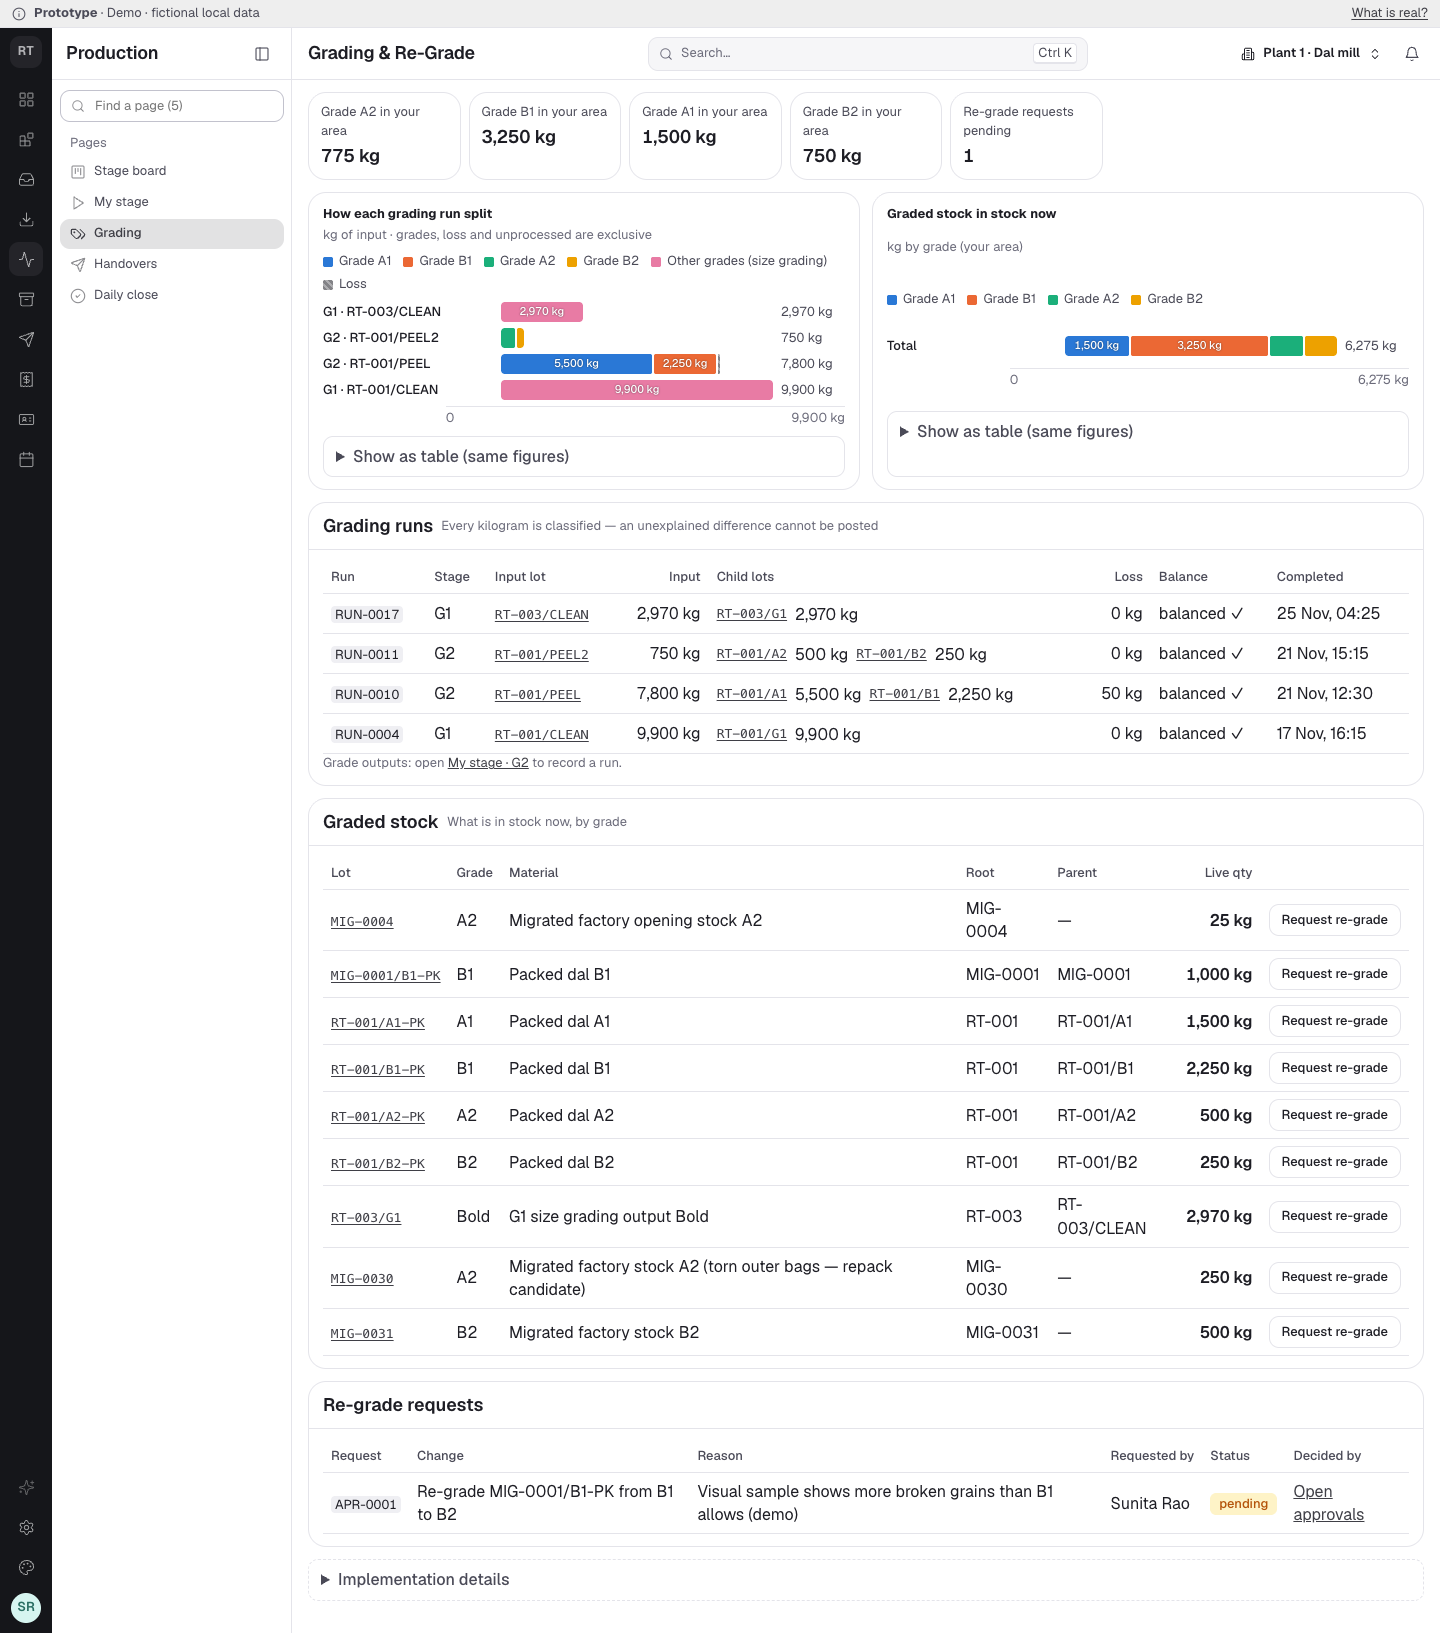 Prototype · Demo · fictional local data
What is real?
RT
Production
Grading & Re-Grade
Search...
Ctrl K
Plant 1 · Dal mill
Find a page (5)
Pages
Stage board
My stage
Grading
Handovers
Daily close
Grade A2 in your area
775 kg
Grade B1 in your area
3,250 kg
Grade A1 in your area
1,500 kg
Grade B2 in your area
750 kg
Re-grade requests pending
1
How each grading run split
kg of input · grades, loss and unprocessed are exclusive
Grade A1 Grade B1 Grade A2 Grade B2 Other grades (size grading)
Loss
G1 · RT-003/CLEAN 2,970 kg 2,970 kg
G2 · RT-001/PEEL2 750 kg
G2 · RT-001/PEEL 5,500 kg 2,250 kg 7,800 kg
G1 · RT-001/CLEAN 9,900 kg 9,900 kg
0 9,900 kg
Show as table (same figures)
Graded stock in stock now
kg by grade (your area)
Grade A1 Grade B1 Grade A2 Grade B2
Total 1,500 kg 3,250 kg 6,275 kg
0 6,275 kg
Show as table (same figures)
Grading runs Every kilogram is classified — an unexplained difference cannot be posted
Run Stage Input lot Input Child lots Loss Balance Completed
RUN-0017 G1 RT-003/CLEAN 2,970 kg RT-003/G1 2,970 kg 0 kg balanced ✓ 25 Nov, 04:25
RUN-0011 G2 RT-001/PEEL2 750 kg RT-001/A2 500 kg RT-001/B2 250 kg 0 kg balanced ✓ 21 Nov, 15:15
RUN-0010 G2 RT-001/PEEL 7,800 kg RT-001/A1 5,500 kg RT-001/B1 2,250 kg 50 kg balanced ✓ 21 Nov, 12:30
RUN-0004 G1 RT-001/CLEAN 9,900 kg RT-001/G1 9,900 kg 0 kg balanced ✓ 17 Nov, 16:15
Grade outputs: open My stage · G2 to record a run.
Graded stock What is in stock now, by grade
Lot Grade Material Root Parent Live qty
MIG-0004 A2 Migrated factory opening stock A2 MIG-0004 — 25 kg Request re-grade
MIG-0001/B1-PK B1 Packed dal B1 MIG-0001 MIG-0001 1,000 kg Request re-grade
RT-001/A1-PK A1 Packed dal A1 RT-001 RT-001/A1 1,500 kg Request re-grade
RT-001/B1-PK B1 Packed dal B1 RT-001 RT-001/B1 2,250 kg Request re-grade
RT-001/A2-PK A2 Packed dal A2 RT-001 RT-001/A2 500 kg Request re-grade
RT-001/B2-PK B2 Packed dal B2 RT-001 RT-001/B2 250 kg Request re-grade
RT-003/G1 Bold G1 size grading output Bold RT-003 RT-003/CLEAN 2,970 kg Request re-grade
MIG-0030 A2 Migrated factory stock A2 (torn outer bags — repack candidate) MIG-0030 — 250 kg Request re-grade
MIG-0031 B2 Migrated factory stock B2 MIG-0031 — 500 kg Request re-grade
Re-grade requests
Request Change Reason Requested by Status Decided by
APR-0001 Re-grade MIG-0001/B1-PK from B1 to B2 Visual sample shows more broken grains than B1 allows (demo) Sunita Rao pending Open approvals
Implementation details
SR